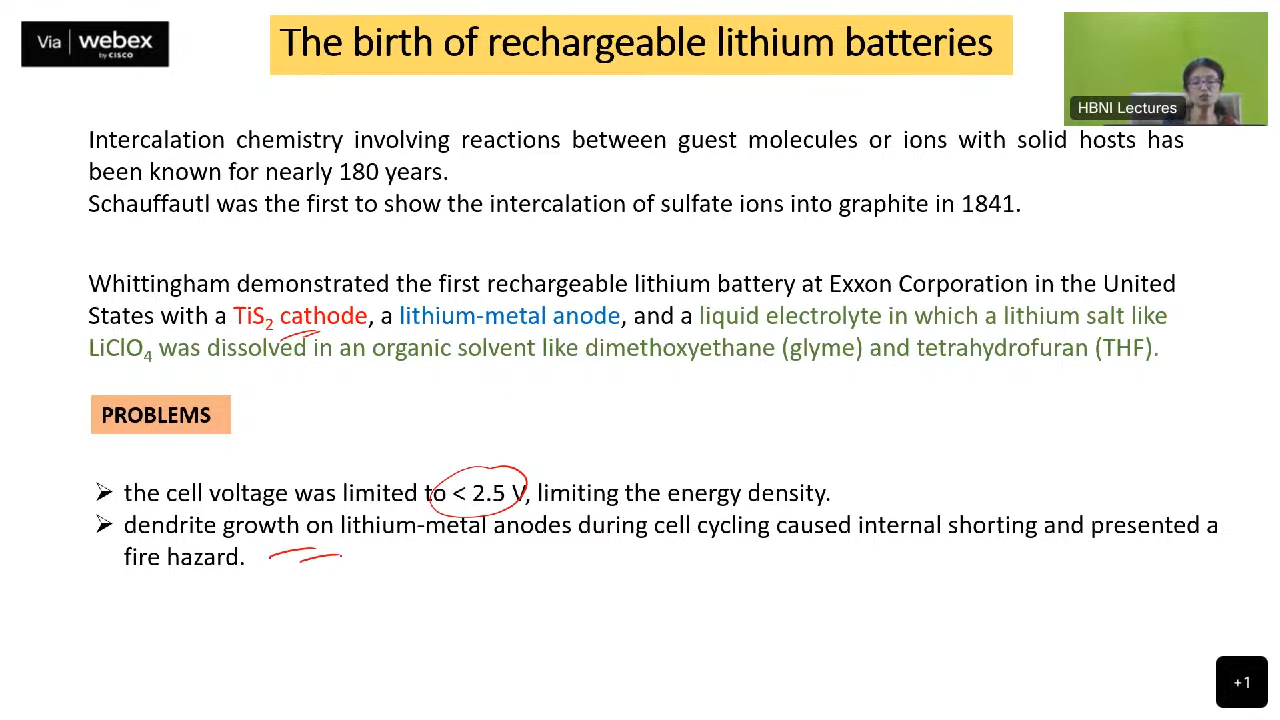 Via webex
by CISCO
The birth of rechargeable lithium batteries
HBNI Lectures
Intercalation chemistry involving reactions between guest molecules or ions with solid hosts has
been known for nearly 180 years.
Schauffautl was the first to show the intercalation of sulfate ions into graphite in 1841.
Whittingham demonstrated the first rechargeable lithium battery at Exxon Corporation in the United
States with a TiS₂ cathode, a lithium-metal anode, and a liquid electrolyte in which a lithium salt like
LiClO₄ was dissolved in an organic solvent like dimethoxyethane (glyme) and tetrahydrofuran (THF).
PROBLEMS
➢ the cell voltage was limited to < 2.5 V, limiting the energy density.
➢ dendrite growth on lithium-metal anodes during cell cycling caused internal shorting and presented a
fire hazard.
+1